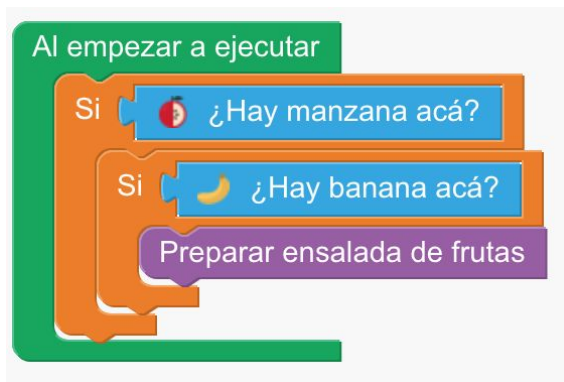 Al empezar a ejecutar
Si ¿Hay manzana acá?
Si ¿Hay banana acá?
Preparar ensalada de frutas